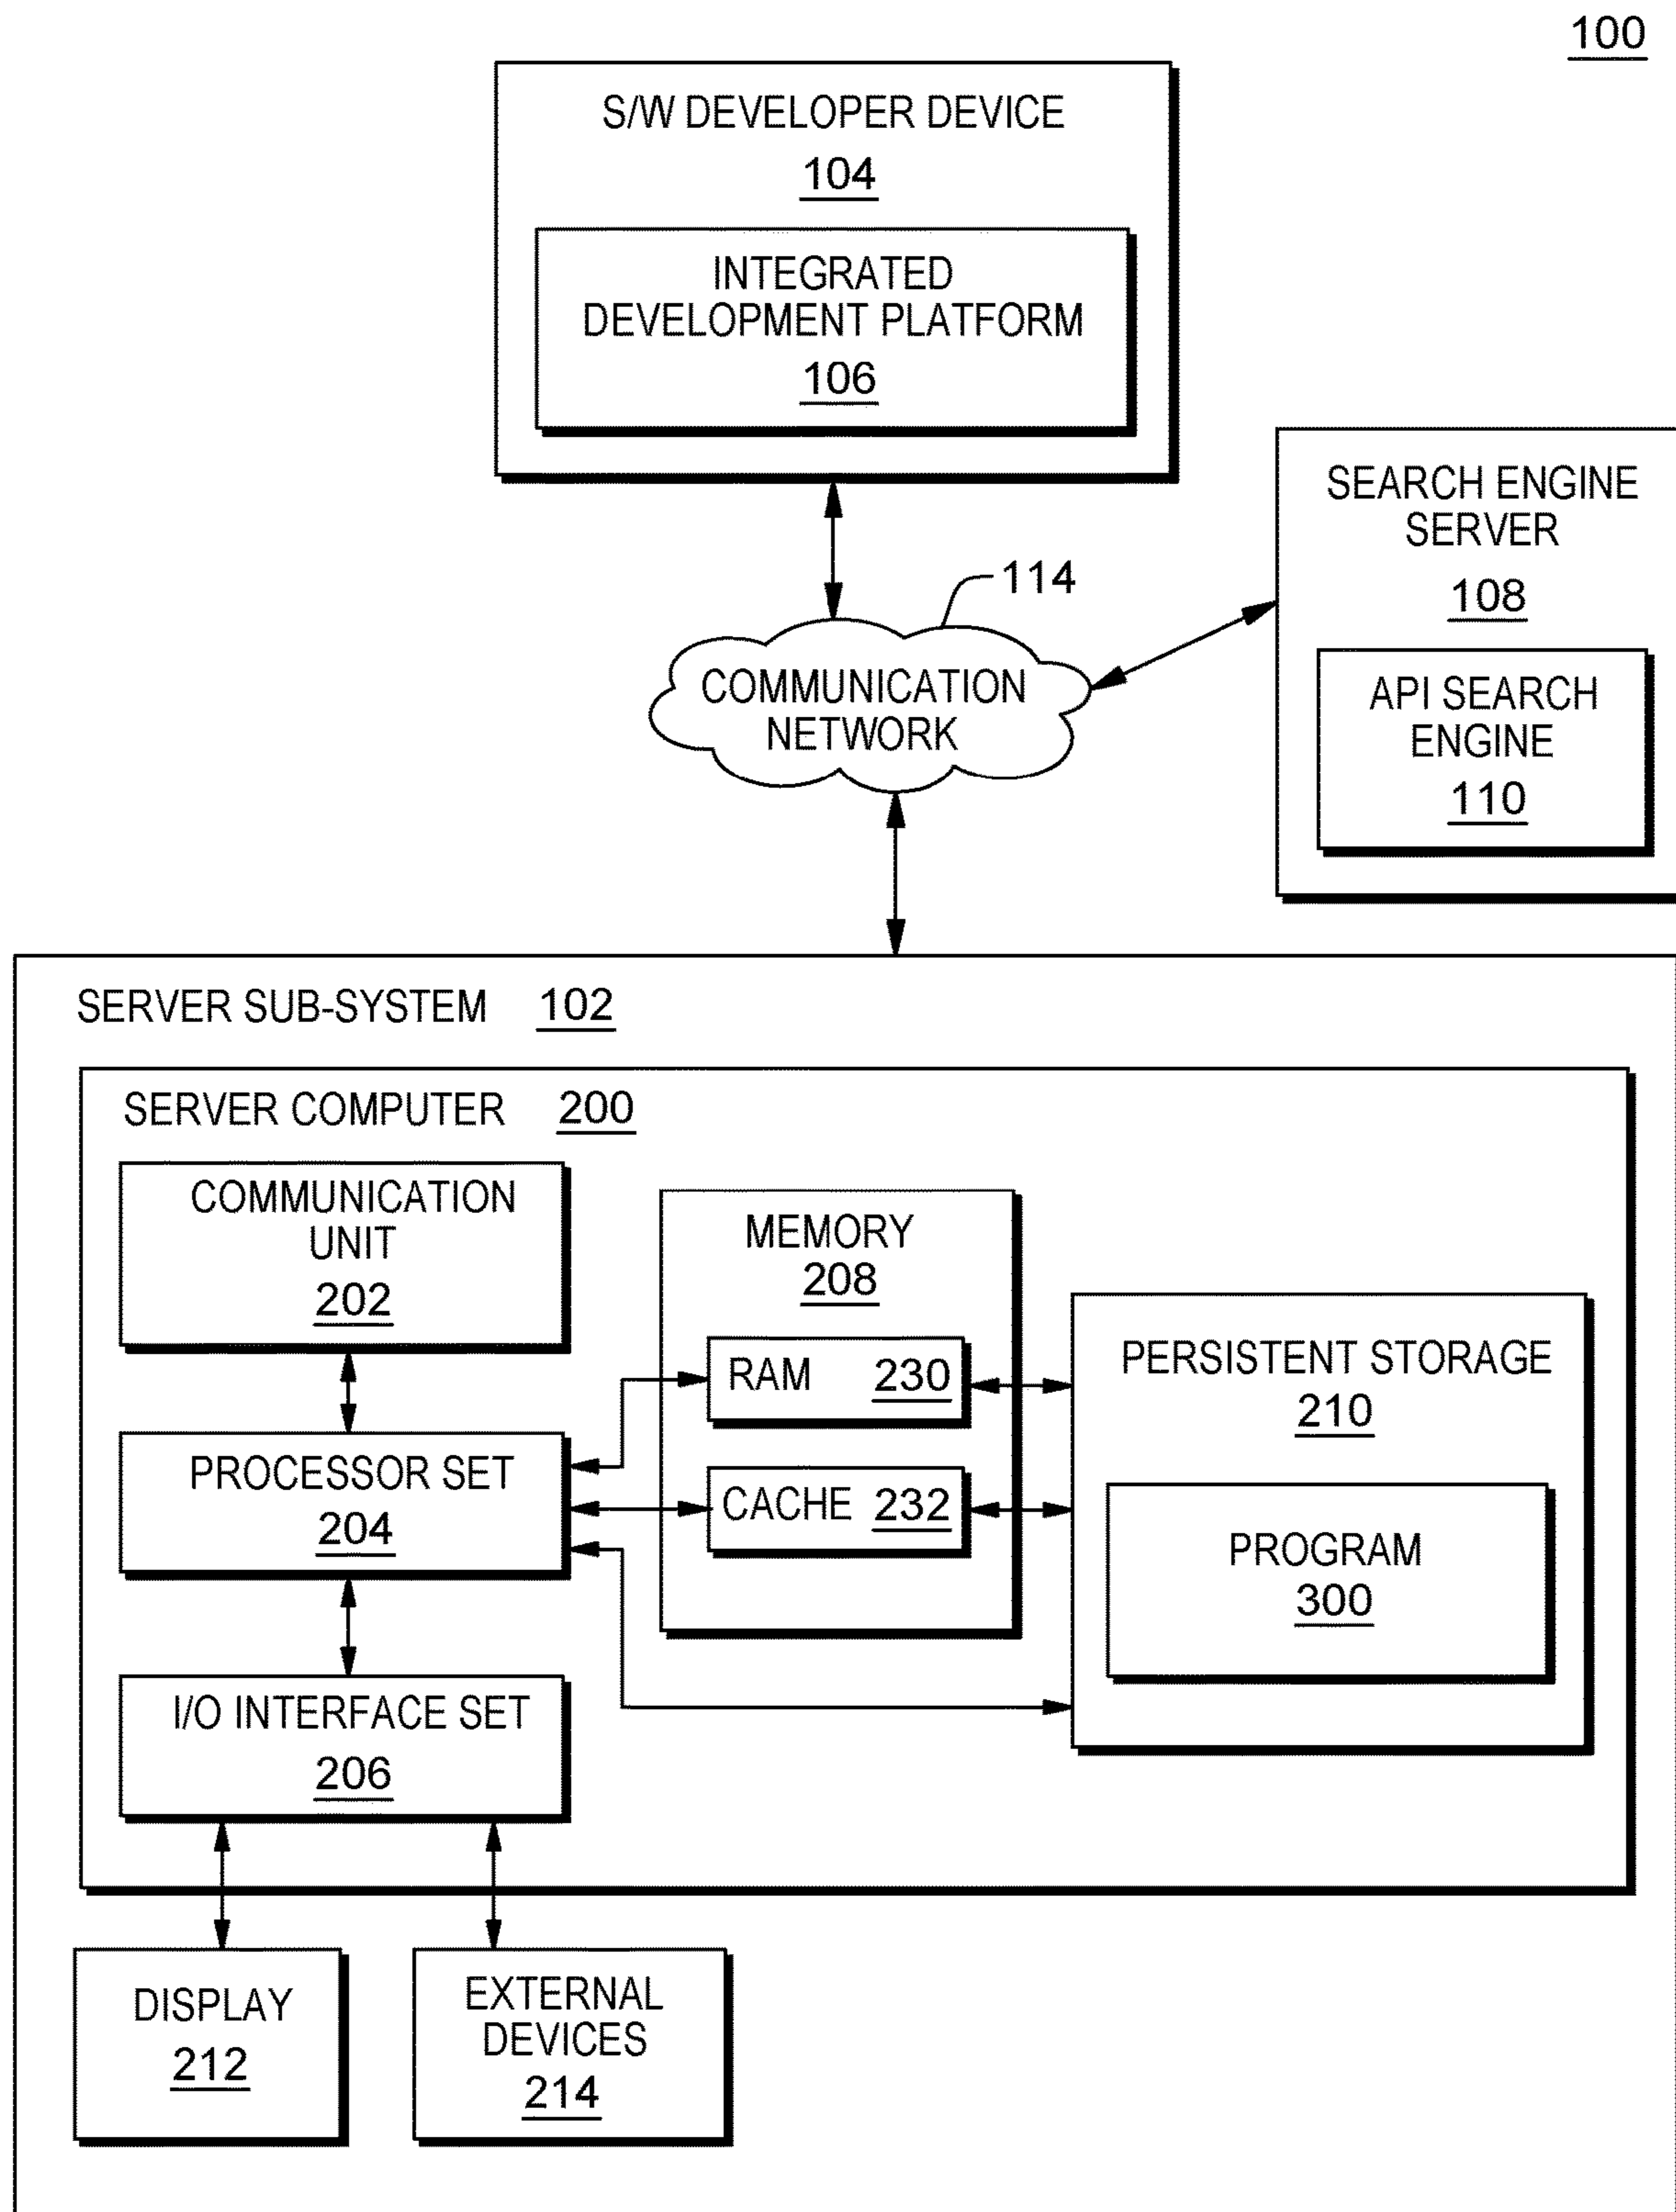 100
S/W DEVELOPER DEVICE
104
INTEGRATED
DEVELOPMENT PLATFORM
106
SEARCH ENGINE
SERVER
108
API SEARCH
ENGINE
110
114
COMMUNICATION
NETWORK
SERVER SUB-SYSTEM 102
SERVER COMPUTER 200
COMMUNICATION
UNIT
202
MEMORY
208
RAM 230
CACHE 232
PERSISTENT STORAGE
210
PROGRAM
300
PROCESSOR SET
204
I/O INTERFACE SET
206
DISPLAY
212
EXTERNAL
DEVICES
214